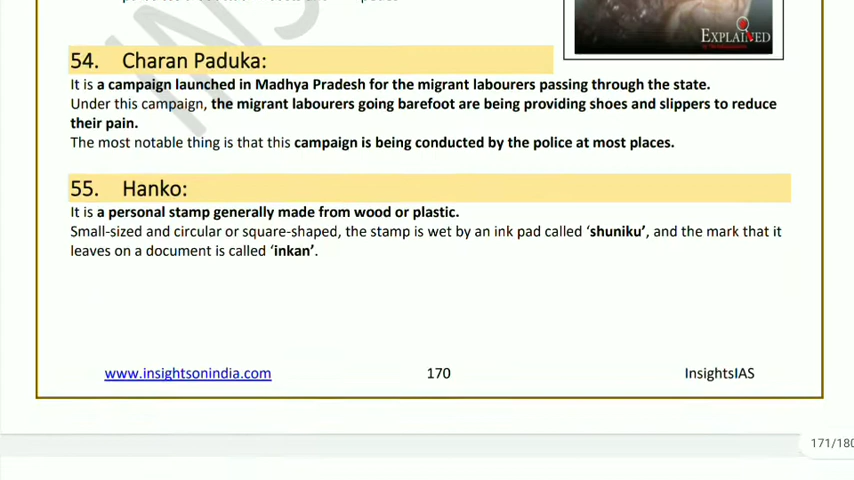 EXPLAINED
54. Charan Paduka:
It is a campaign launched in Madhya Pradesh for the migrant labourers passing through the state.
Under this campaign, the migrant labourers going barefoot are being providing shoes and slippers to reduce
their pain.
The most notable thing is that this campaign is being conducted by the police at most places.
55. Hanko:
It is a personal stamp generally made from wood or plastic.
Small-sized and circular or square-shaped, the stamp is wet by an ink pad called ‘shuniku’, and the mark that it
leaves on a document is called ‘inkan’.
www.insightsonindia.com 170 InsightsIAS
171/180